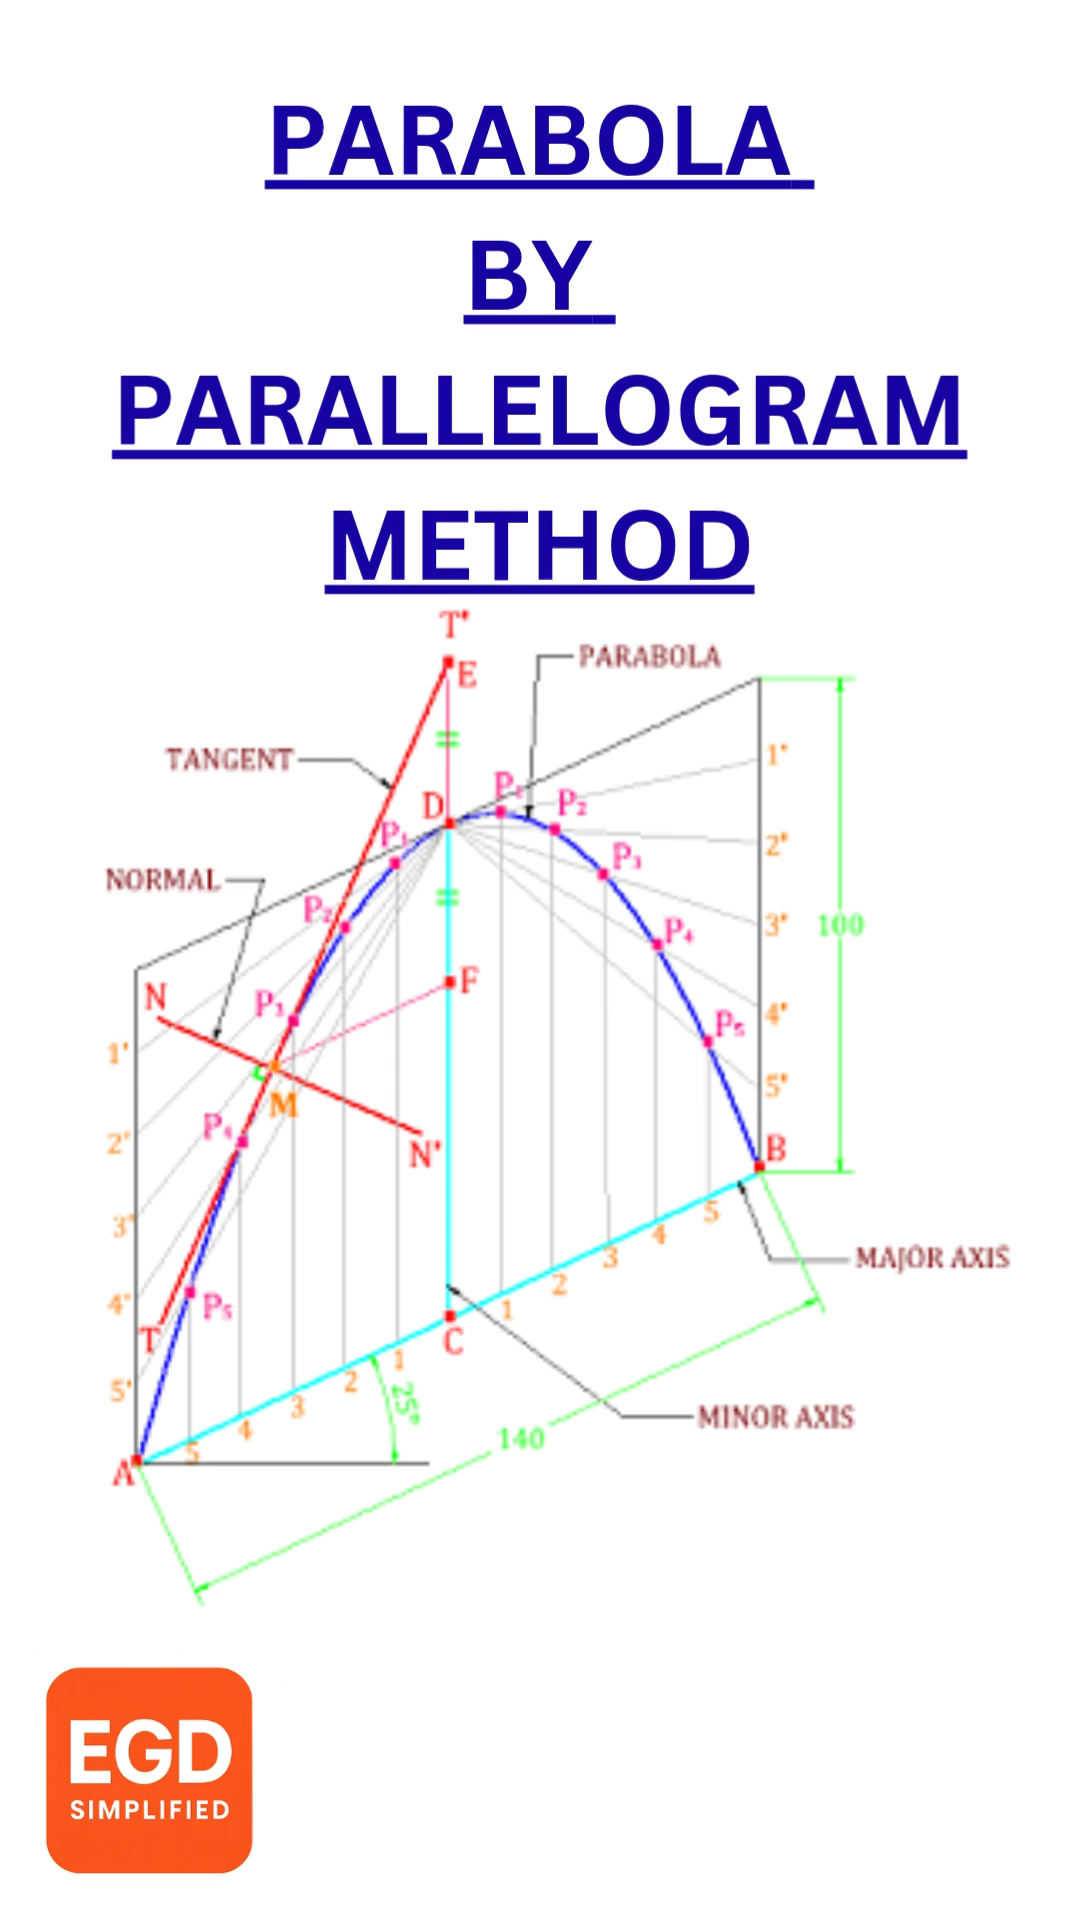 PARABOLA
BY
PARALLELOGRAM
METHOD
T'
E
PARABOLA
TANGENT
1'
P₁
D
P₂
P₁
2'
P₃
NORMAL
P₂
3'
100
P₄
F
N
P₃
4'
P₅
1'
5'
M
P₄
2'
N'
B
5
3'
4
3
MAJOR AXIS
2
4'
P₅
1
T
C
1
5'
2
25°
3
MINOR AXIS
4
140
5
A
EGD
SIMPLIFIED